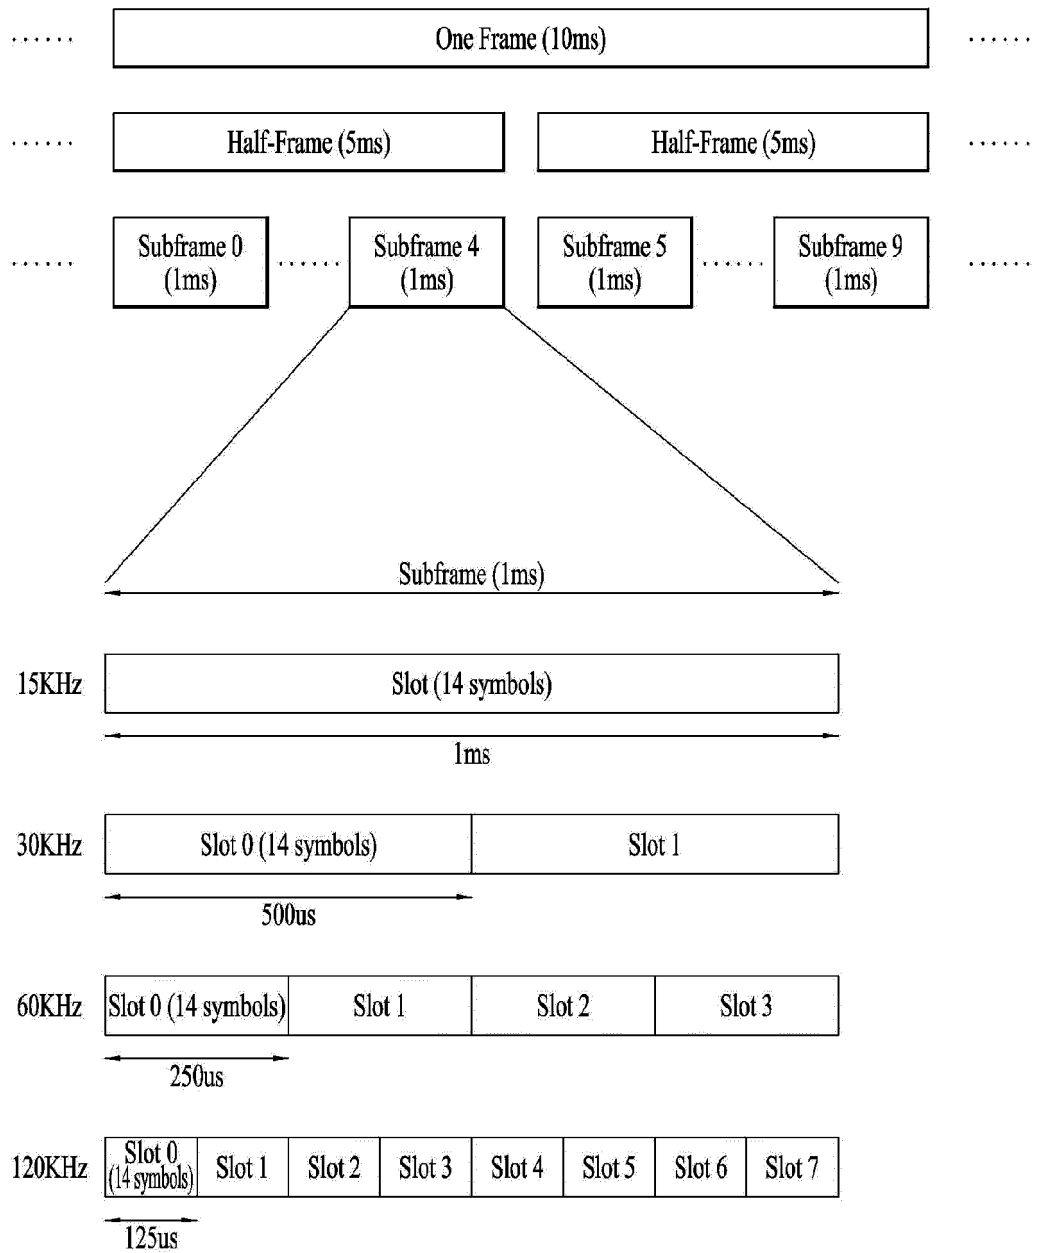 ...... One Frame (10ms) ......
...... Half-Frame (5ms) Half-Frame (5ms) ......
...... Subframe 0 ...... Subframe 4 Subframe 5 ...... Subframe 9 ......
(1ms) (1ms) (1ms) (1ms)
Subframe (1ms)
15KHz Slot (14 symbols)
1ms
30KHz Slot 0 (14 symbols) Slot 1
500us
60KHz Slot 0 (14 symbols) Slot 1 Slot 2 Slot 3
250us
120KHz Slot 0 Slot 1 Slot 2 Slot 3 Slot 4 Slot 5 Slot 6 Slot 7
(14 symbols)
125us